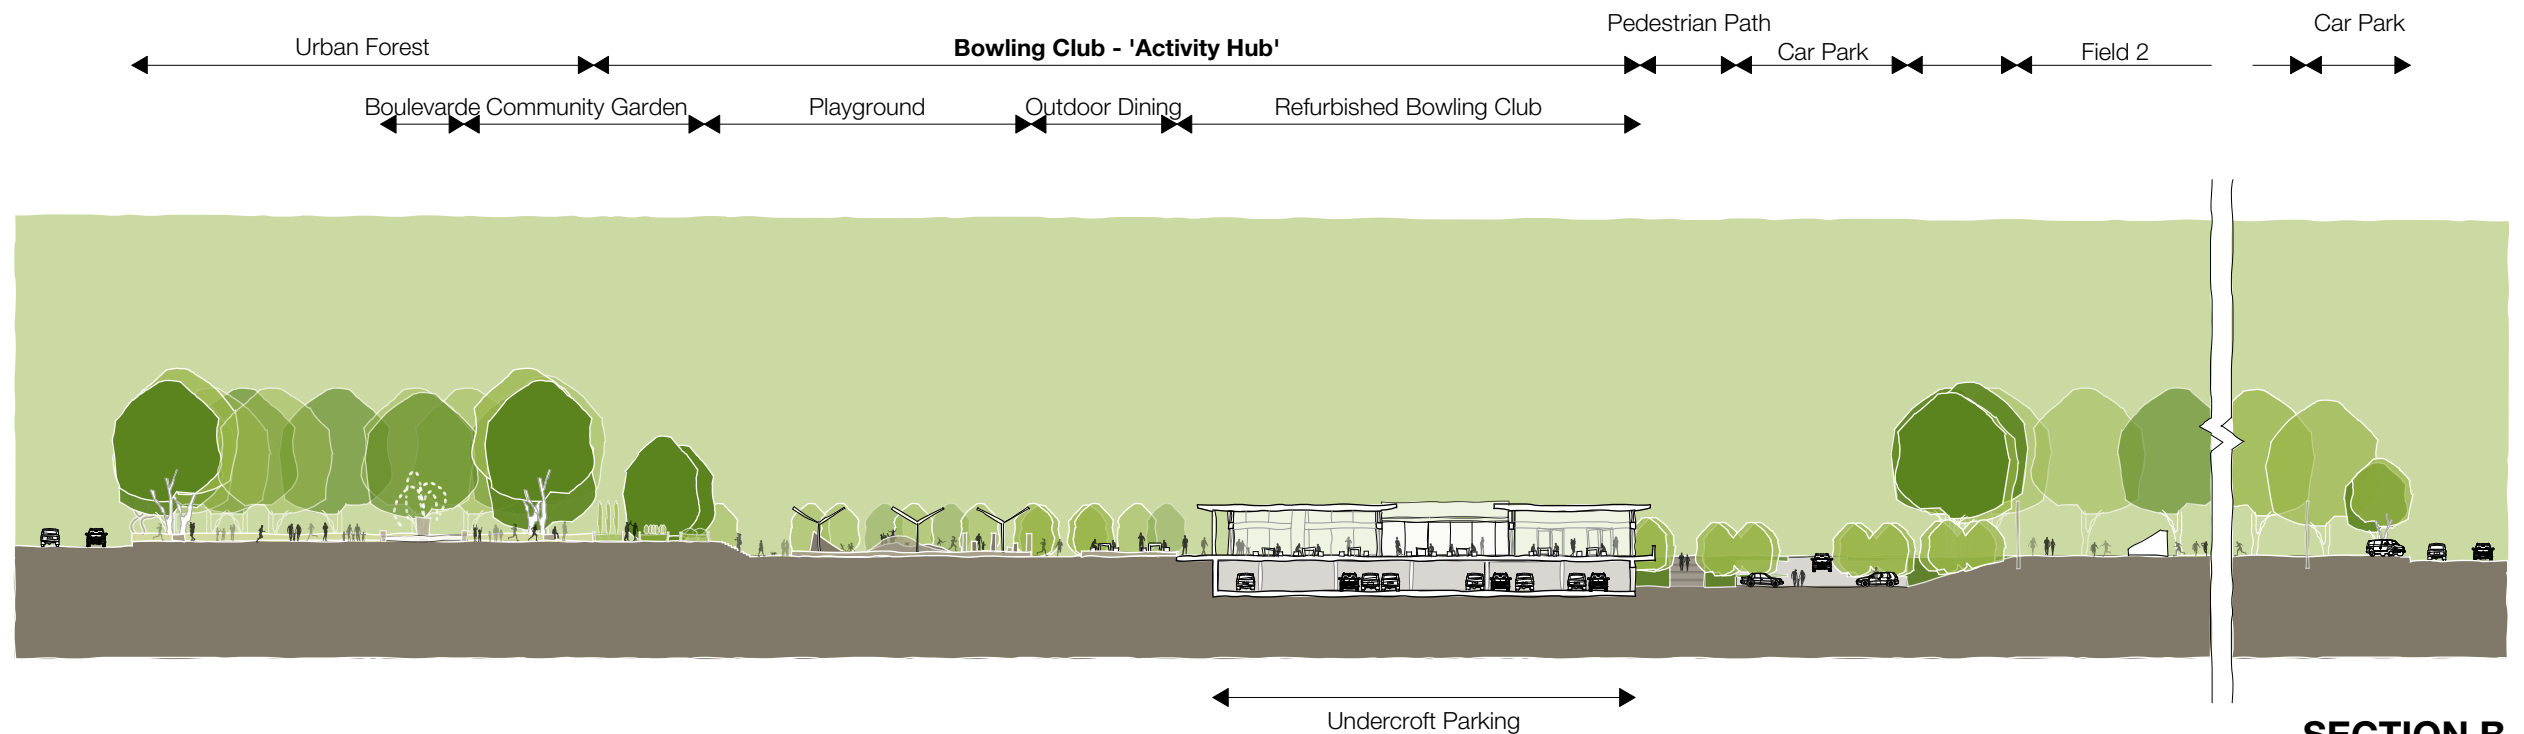 Pedestrian Path
Car Park
Urban Forest
Bowling Club - 'Activity Hub'
Car Park
Field 2
Boulevarde
Community Garden
Playground
Outdoor Dining
Refurbished Bowling Club
Undercroft Parking
SECTION B